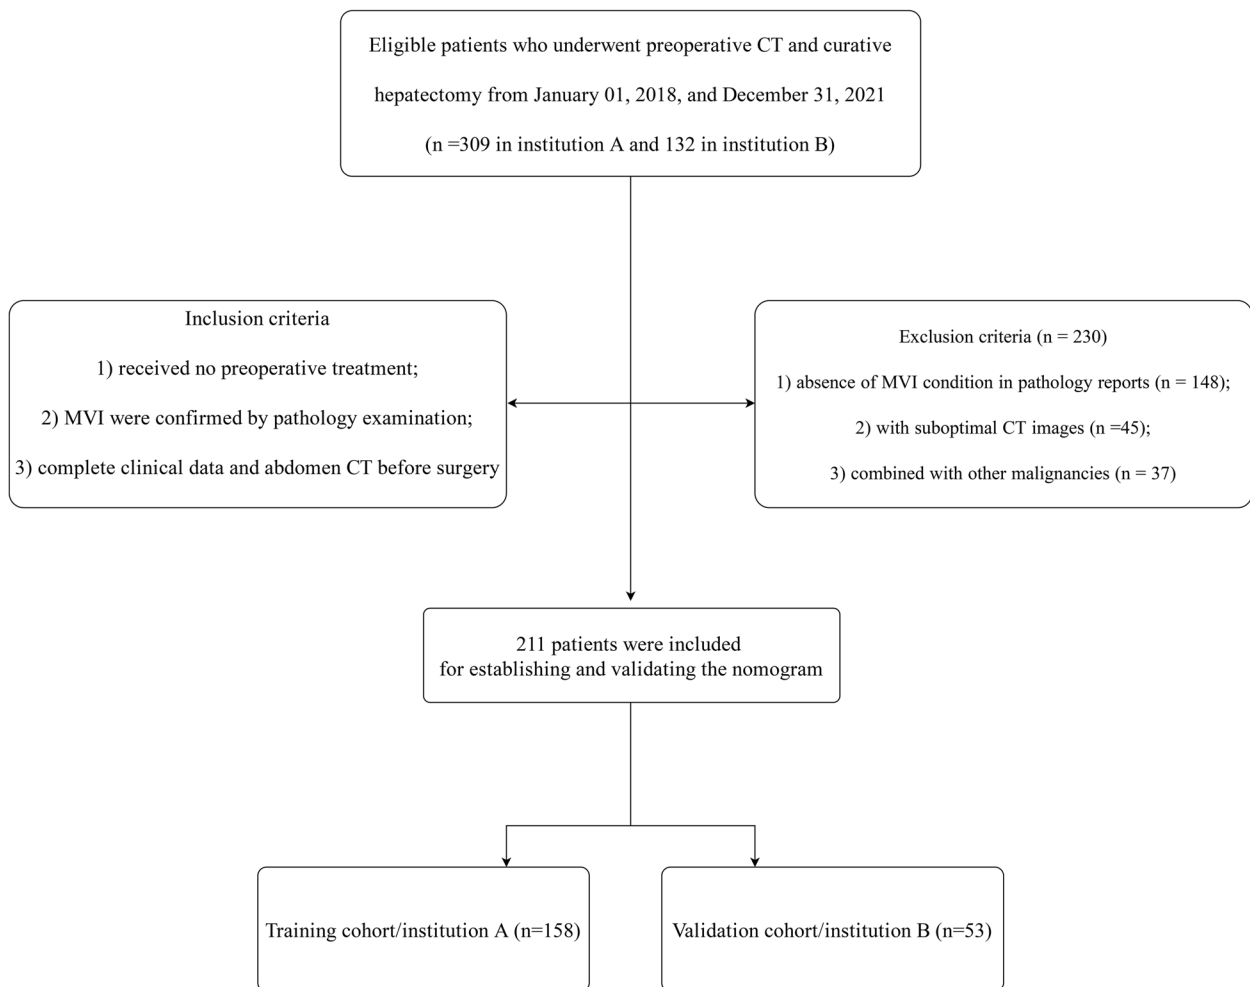 Eligible patients who underwent preoperative CT and curative
hepatectomy from January 01, 2018, and December 31, 2021
(n =309 in institution A and 132 in institution B)
Inclusion criteria
1) received no preoperative treatment;
2) MVI were confirmed by pathology examination;
3) complete clinical data and abdomen CT before surgery
Exclusion criteria (n = 230)
1) absence of MVI condition in pathology reports (n = 148);
2) with suboptimal CT images (n =45);
3) combined with other malignancies (n = 37)
211 patients were included
for establishing and validating the nomogram
Training cohort/institution A (n=158)
Validation cohort/institution B (n=53)